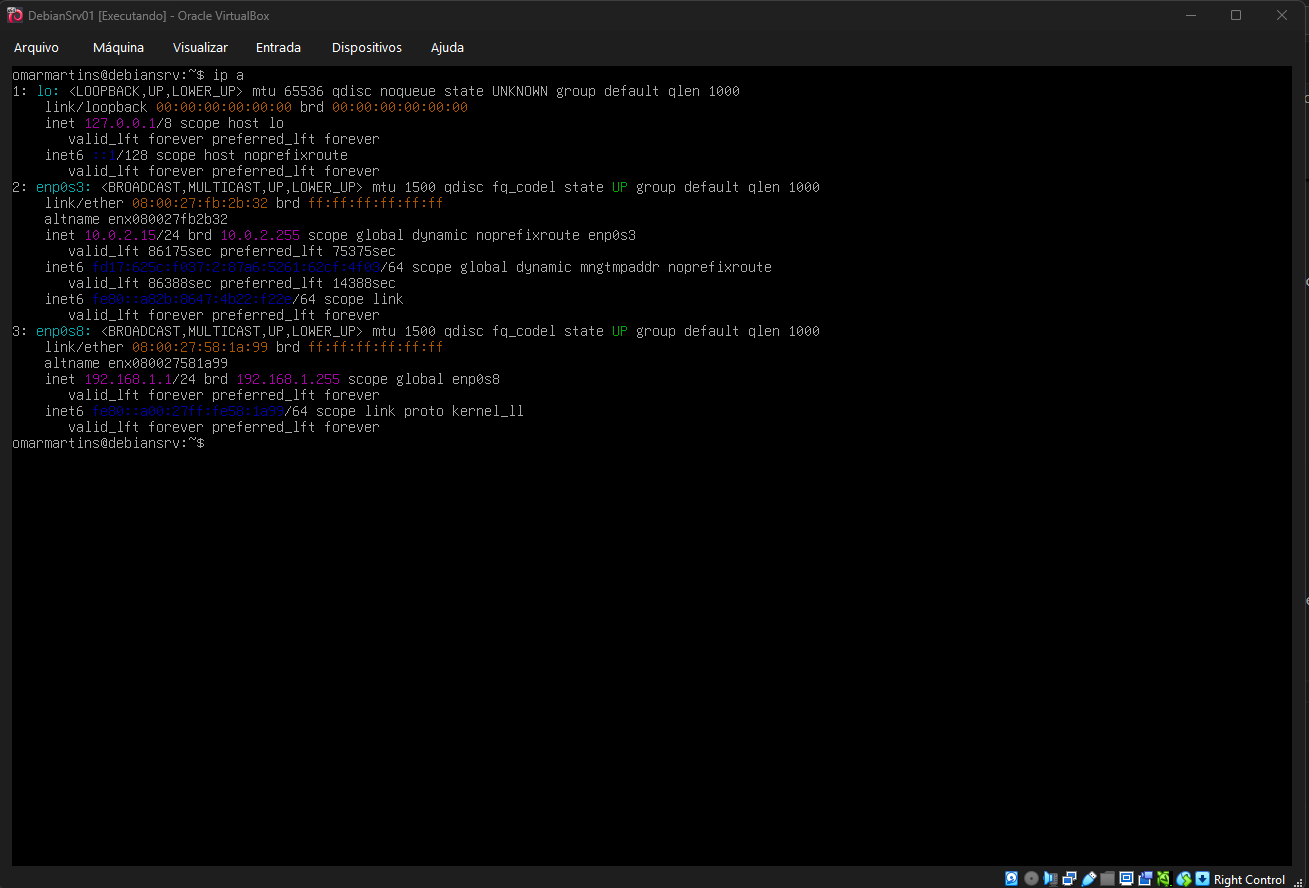 DebianSrv01 [Executando] - Oracle VirtualBox
Arquivo Máquina Visualizar Entrada Dispositivos Ajuda
omarmartins@debiansrv:~$ ip a
1: lo: <LOOPBACK,UP,LOWER_UP> mtu 65536 qdisc noqueue state UNKNOWN group default qlen 1000
    link/loopback 00:00:00:00:00:00 brd 00:00:00:00:00:00
    inet 127.0.0.1/8 scope host lo
       valid_lft forever preferred_lft forever
    inet6 ::1/128 scope host noprefixroute
       valid_lft forever preferred_lft forever
2: enp0s3: <BROADCAST,MULTICAST,UP,LOWER_UP> mtu 1500 qdisc fq_codel state UP group default qlen 1000
    link/ether 08:00:27:fb:2b:32 brd ff:ff:ff:ff:ff:ff
    altname enx080027fb2b32
    inet 10.0.2.15/24 brd 10.0.2.255 scope global dynamic noprefixroute enp0s3
       valid_lft 86175sec preferred_lft 75375sec
    inet6 /64 scope global dynamic mngtmpaddr noprefixroute
       valid_lft 86388sec preferred_lft 14388sec
    inet6 fe80::a82b:8647:4b22:f22e/64 scope link
       valid_lft forever preferred_lft forever
3: enp0s8: <BROADCAST,MULTICAST,UP,LOWER_UP> mtu 1500 qdisc fq_codel state UP group default qlen 1000
    link/ether 08:00:27:58:1a:99 brd ff:ff:ff:ff:ff:ff
    altname enx080027581a99
    inet 192.168.1.1/24 brd 192.168.1.255 scope global enp0s8
       valid_lft forever preferred_lft forever
    inet6 fe80::a00:27ff:fe58:1a99/64 scope link proto kernel_ll
       valid_lft forever preferred_lft forever
omarmartins@debiansrv:~$
Right Control